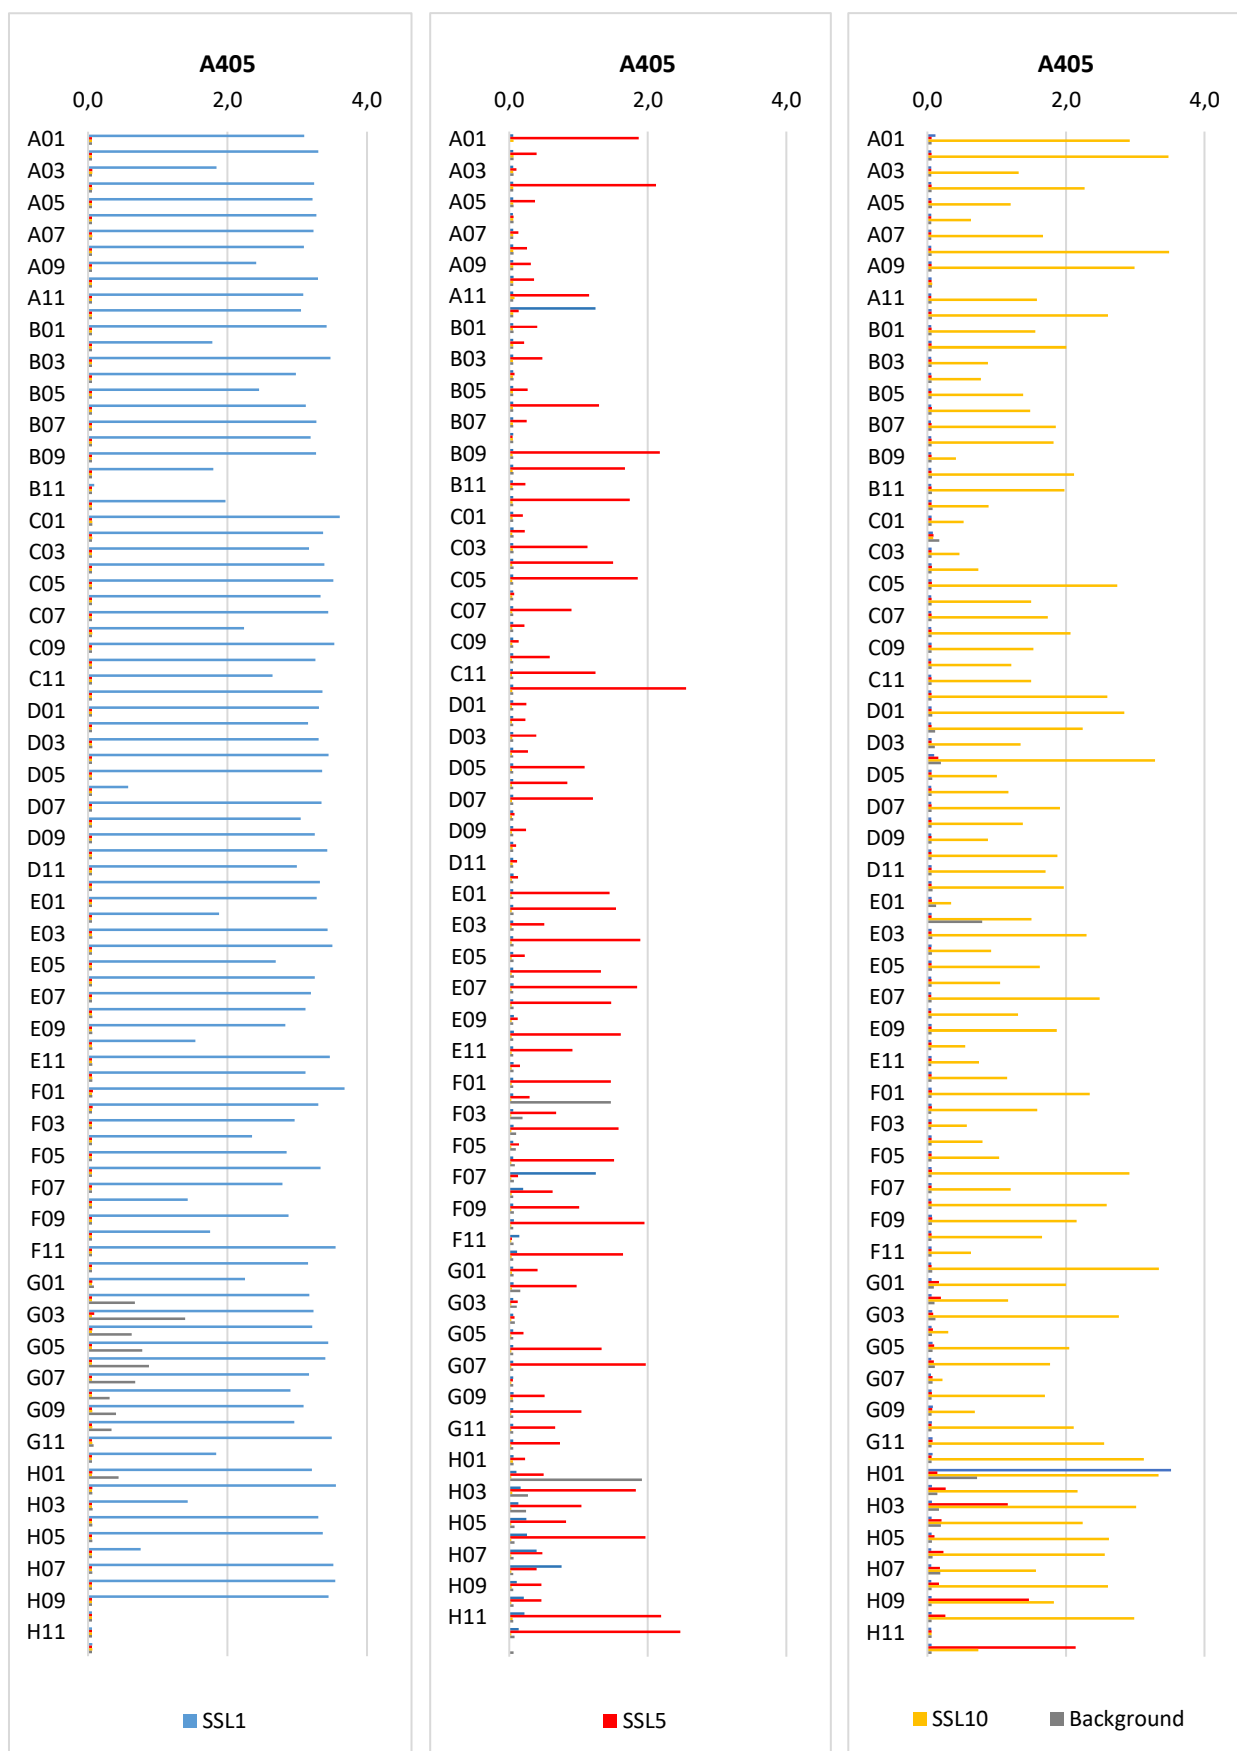 A405
0,0 2,0 4,0
A01
A03
A05
A07
A09
A11
B01
B03
B05
B07
B09
B11
C01
C03
C05
C07
C09
C11
D01
D03
D05
D07
D09
D11
E01
E03
E05
E07
E09
E11
F01
F03
F05
F07
F09
F11
G01
G03
G05
G07
G09
G11
H01
H03
H05
H07
H09
H11
SSL1
A405
0,0 2,0 4,0
A01
A03
A05
A07
A09
A11
B01
B03
B05
B07
B09
B11
C01
C03
C05
C07
C09
C11
D01
D03
D05
D07
D09
D11
E01
E03
E05
E07
E09
E11
F01
F03
F05
F07
F09
F11
G01
G03
G05
G07
G09
G11
H01
H03
H05
H07
H09
H11
SSL5
A405
0,0 2,0 4,0
A01
A03
A05
A07
A09
A11
B01
B03
B05
B07
B09
B11
C01
C03
C05
C07
C09
C11
D01
D03
D05
D07
D09
D11
E01
E03
E05
E07
E09
E11
F01
F03
F05
F07
F09
F11
G01
G03
G05
G07
G09
G11
H01
H03
H05
H07
H09
H11
SSL10 Background